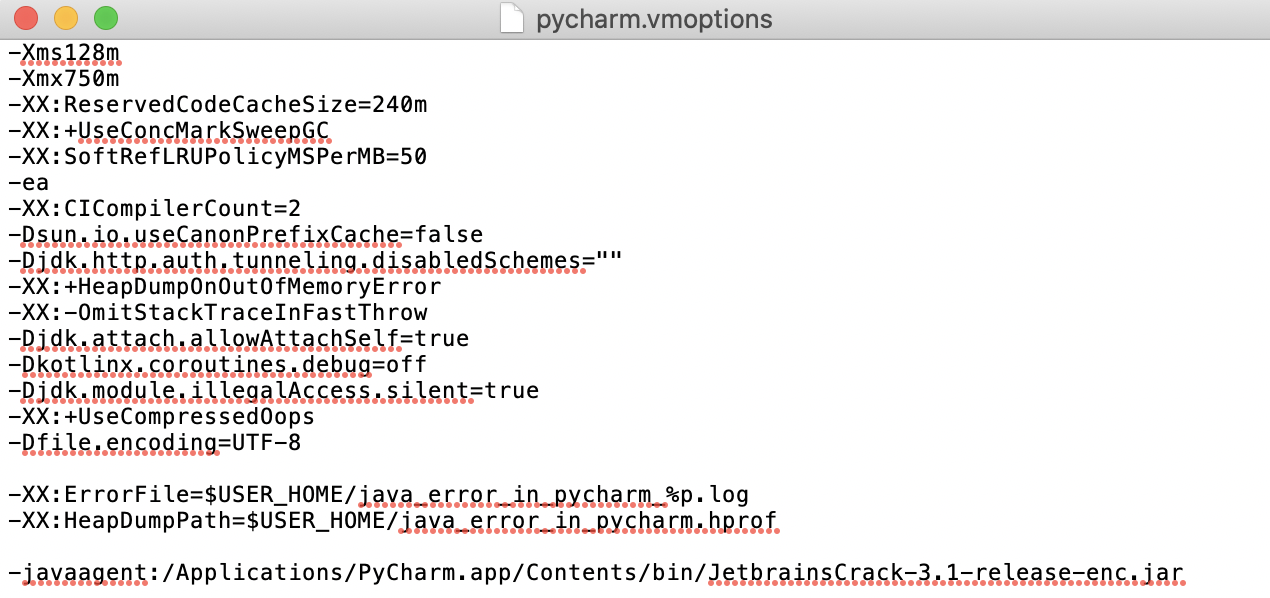 pycharm.vmoptions
-Xms128m
-Xmx750m
-XX:ReservedCodeCacheSize=240m
-XX:+UseConcMarkSweepGC
-XX:SoftRefLRUPolicyMSPerMB=50
-ea
-XX:CICompilerCount=2
-Dsun.io.useCanonPrefixCache=false
-Djdk.http.auth.tunneling.disabledSchemes=""
-XX:+HeapDumpOnOutOfMemoryError
-XX:-OmitStackTraceInFastThrow
-Djdk.attach.allowAttachSelf=true
-Dkotlinx.coroutines.debug=off
-Djdk.module.illegalAccess.silent=true
-XX:+UseCompressedOops
-Dfile.encoding=UTF-8
-XX:ErrorFile=$USER_HOME/java_error_in_pycharm_%p.log
-XX:HeapDumpPath=$USER_HOME/java_error_in_pycharm.hprof
-javaagent:/Applications/PyCharm.app/Contents/bin/JetbrainsCrack-3.1-release-enc.jar